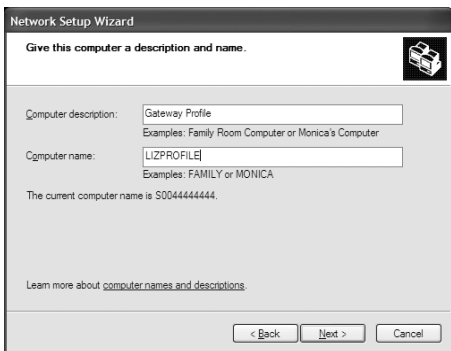 Network Setup Wizard
Give this computer a description and name.
Computer description: Gateway Profile
Examples: Family Room Computer or Monica's Computer
Computer name: LIZPROFILE
Examples: FAMILY or MONICA
The current computer name is S0044444444.
Learn more about computer names and descriptions.
< Back Next > Cancel